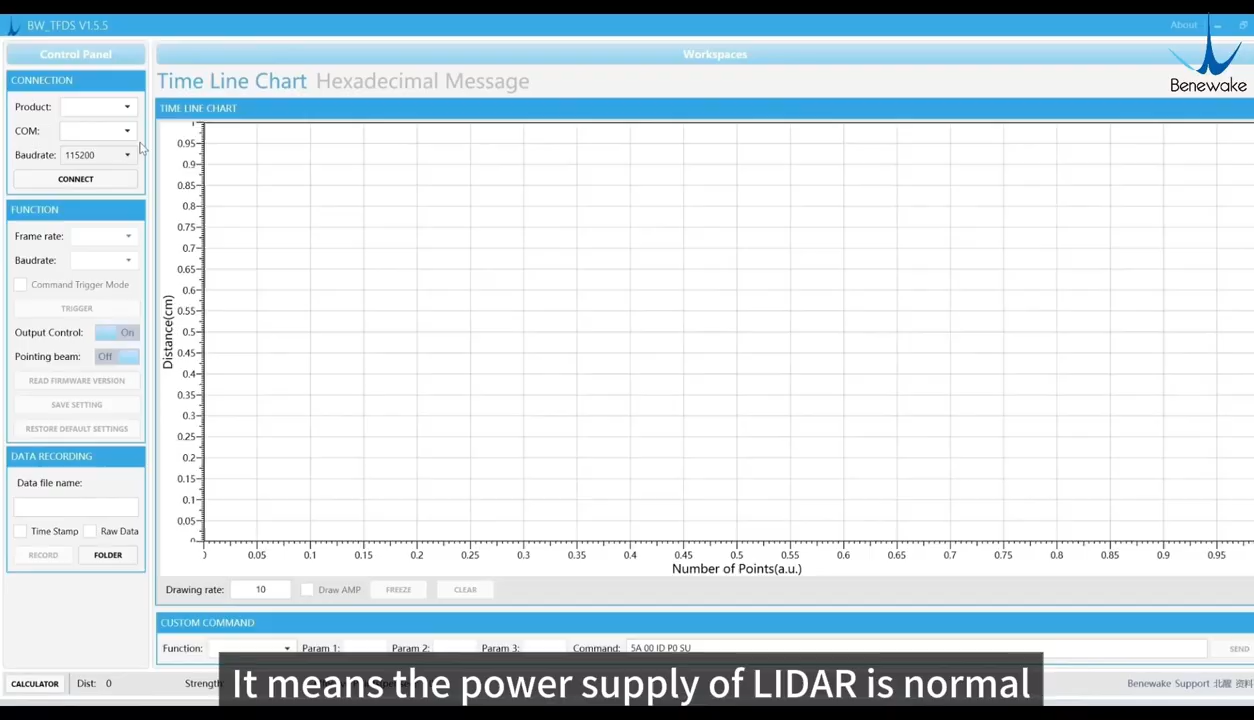 BW_TFDS V1.5.5
About
Control Panel
Workspaces
Benewake
CONNECTION
Product:
COM:
Baudrate: 115200
CONNECT
FUNCTION
Frame rate:
Baudrate:
Command Trigger Mode
TRIGGER
Output Control: On
Pointing beam: Off
READ FIRMWARE VERSION
SAVE SETTING
RESTORE DEFAULT SETTINGS
DATA RECORDING
Data file name:
Time Stamp Raw Data
RECORD FOLDER
Time Line Chart Hexadecimal Message
TIME LINE CHART
Distance(cm)
0.95
0.9
0.85
0.8
0.75
0.7
0.65
0.6
0.55
0.5
0.45
0.4
0.35
0.3
0.25
0.2
0.15
0.1
0.05
0
0.05 0.1 0.15 0.2 0.25 0.3 0.35 0.4 0.45 0.5 0.55 0.6 0.65 0.7 0.75 0.8 0.85 0.9 0.95
Number of Points(a.u.)
Drawing rate: 10 Draw AMP FREEZE CLEAR
CUSTOM COMMAND
Function: Param 1: Param 2: Param 3: Command: 5A 00 ID P0 SU SEND
CALCULATOR Dist: 0 Strength
Benewake Support 北醒 资料
It means the power supply of LIDAR is normal